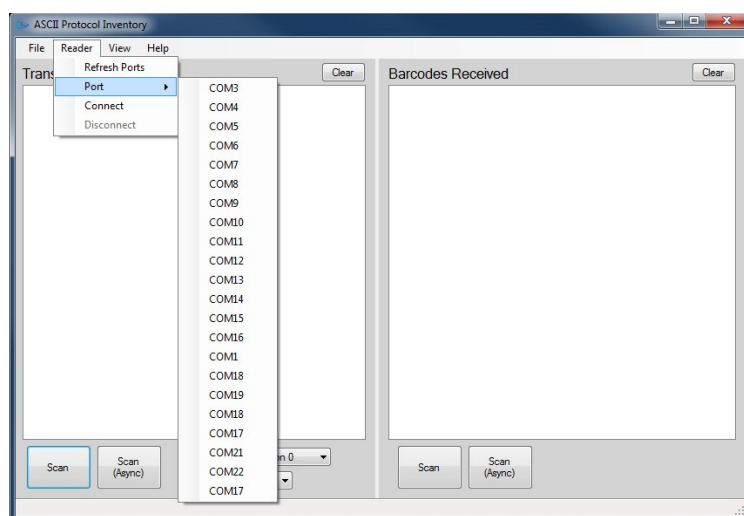 ASCII Protocol Inventory
File Reader View Help
Refresh Ports
Port
Connect
Disconnect
Clear
Barcodes Received
Clear
COM3
COM4
COM5
COM6
COM7
COM8
COM9
COM10
COM11
COM12
COM13
COM14
COM15
COM16
COM1
COM18
COM19
COM18
COM17
COM21
COM22
COM17
Scan
Scan
(Async)
0
Scan
Scan
(Async)